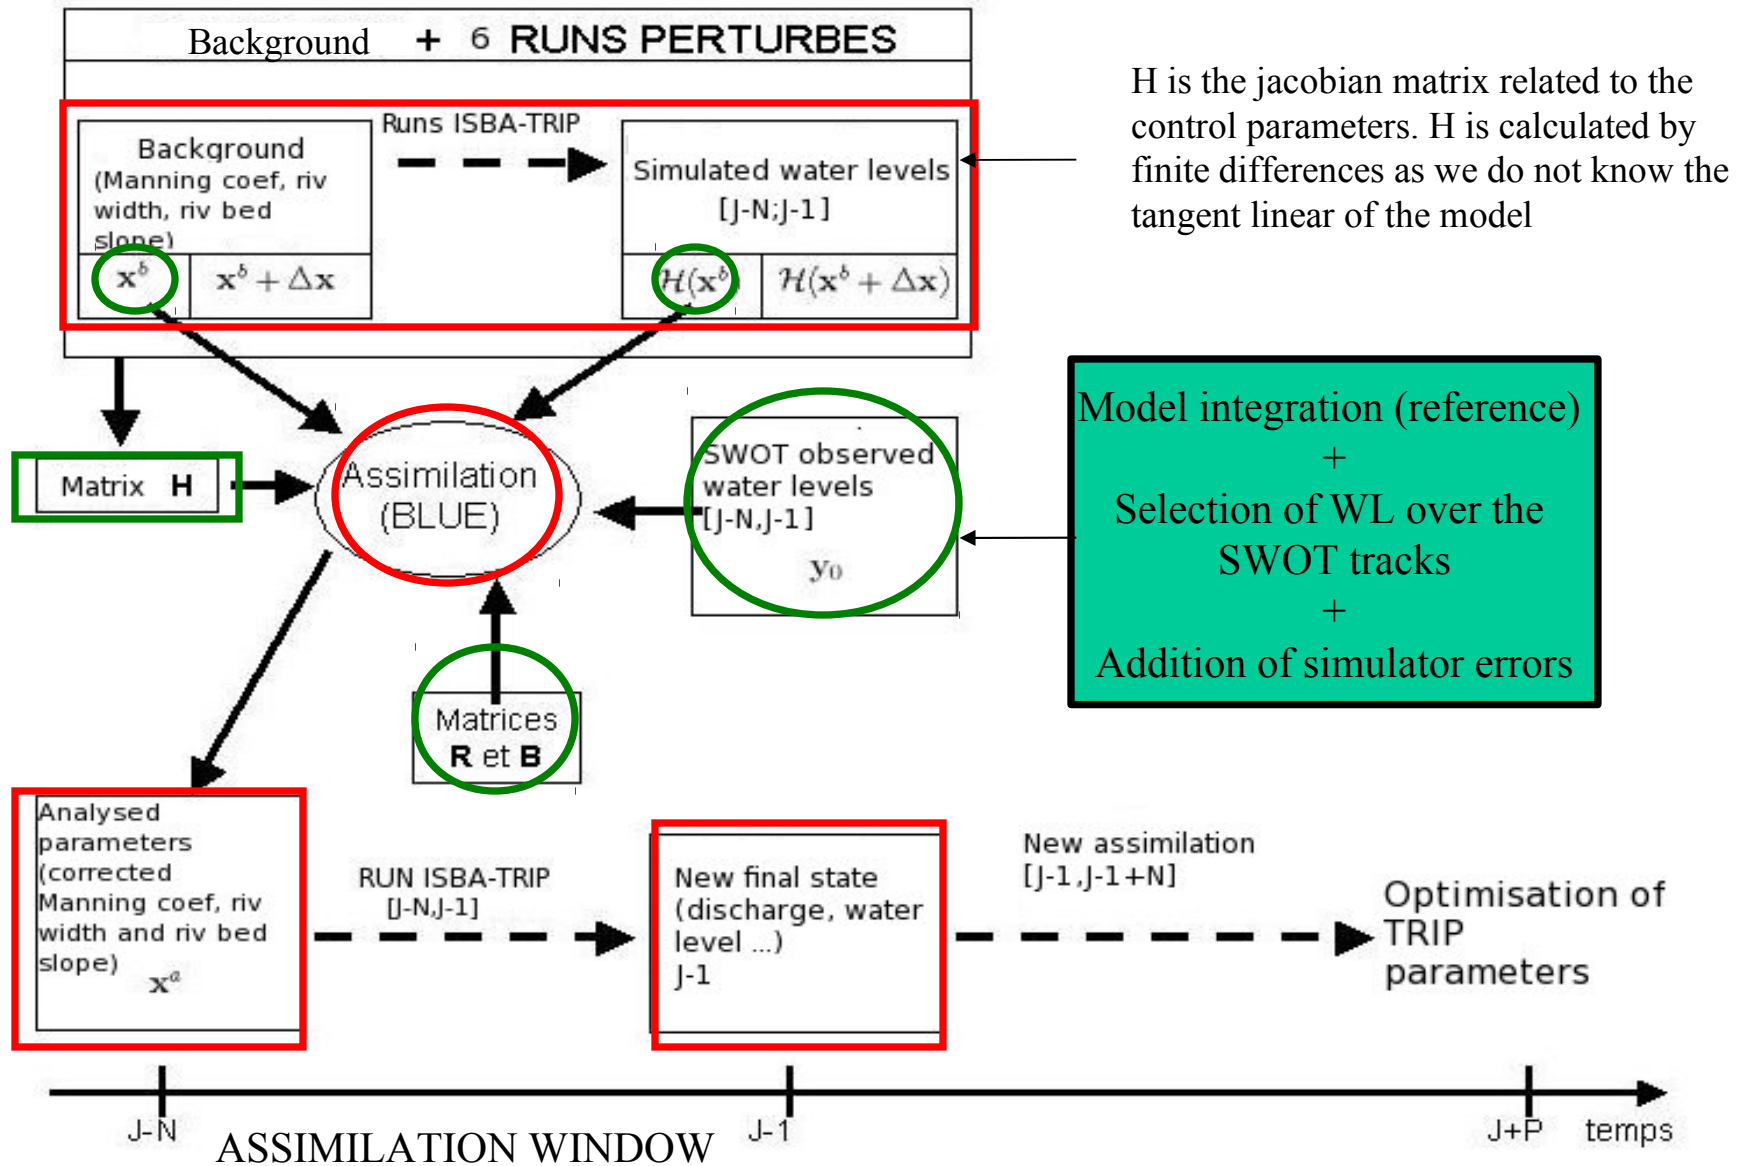 Background + 6 RUNS PERTURBES
Runs ISBA-TRIP
Background
(Manning coef, riv
width, riv bed
slope)
x^b
x^b + Δx
Simulated water levels
[J-N;J-1]
ℋ(x^b)
ℋ(x^b + Δx)
H is the jacobian matrix related to the
control parameters. H is calculated by
finite differences as we do not know the
tangent linear of the model
Matrix H
Assimilation
(BLUE)
SWOT observed
water levels
[J-N,J-1]
y₀
Model integration (reference)
+
Selection of WL over the
SWOT tracks
+
Addition of simulator errors
Matrices
R et B
Analysed
parameters
(corrected
Manning coef, riv
width and riv bed
slope)
x^a
RUN ISBA-TRIP
[J-N,J-1]
New final state
(discharge, water
level ...)
J-1
New assimilation
[J-1,J-1+N]
Optimisation of
TRIP
parameters
J-N
J-1
J+P
temps
ASSIMILATION WINDOW